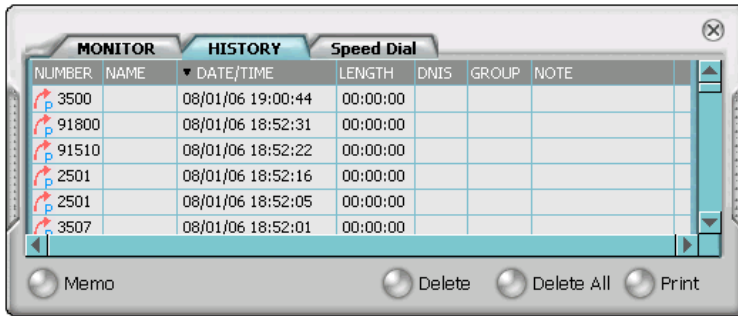 MONITOR HISTORY Speed Dial
NUMBER NAME ▼ DATE/TIME LENGTH DNIS GROUP NOTE
P 3500 08/01/06 19:00:44 00:00:00
P 91800 08/01/06 18:52:31 00:00:00
P 91510 08/01/06 18:52:22 00:00:00
P 2501 08/01/06 18:52:16 00:00:00
P 2501 08/01/06 18:52:05 00:00:00
P 3507 08/01/06 18:52:01 00:00:00
Memo Delete Delete All Print